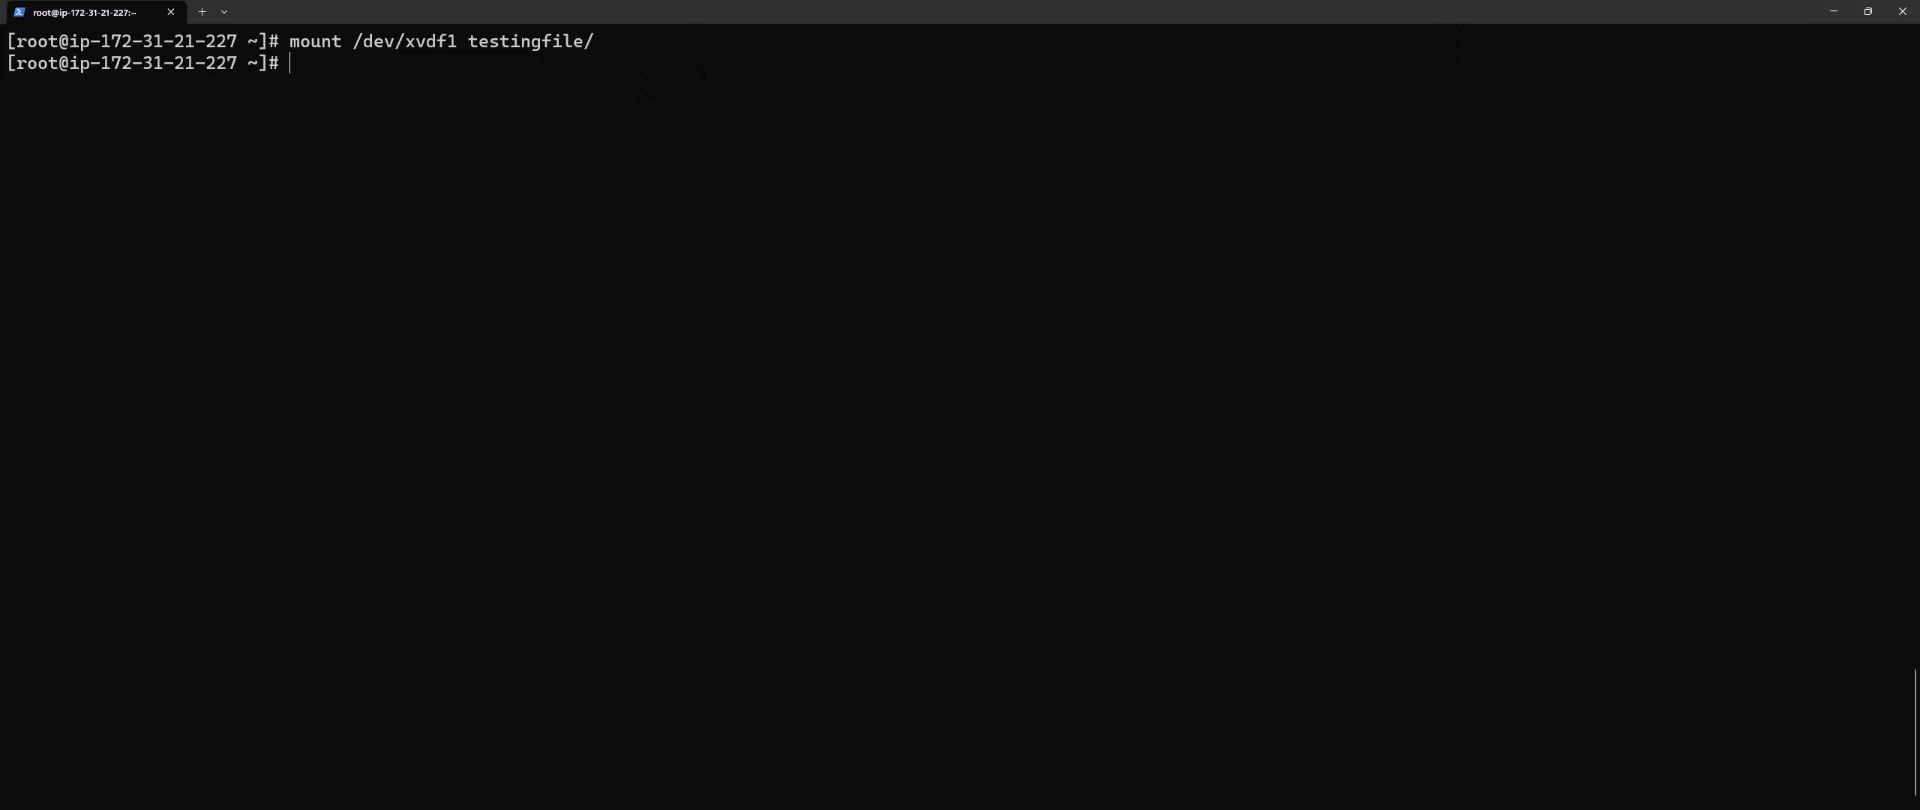 root@ip-172-31-21-227:~
[root@ip-172-31-21-227 ~]# mount /dev/xvdf1 testingfile/
[root@ip-172-31-21-227 ~]#